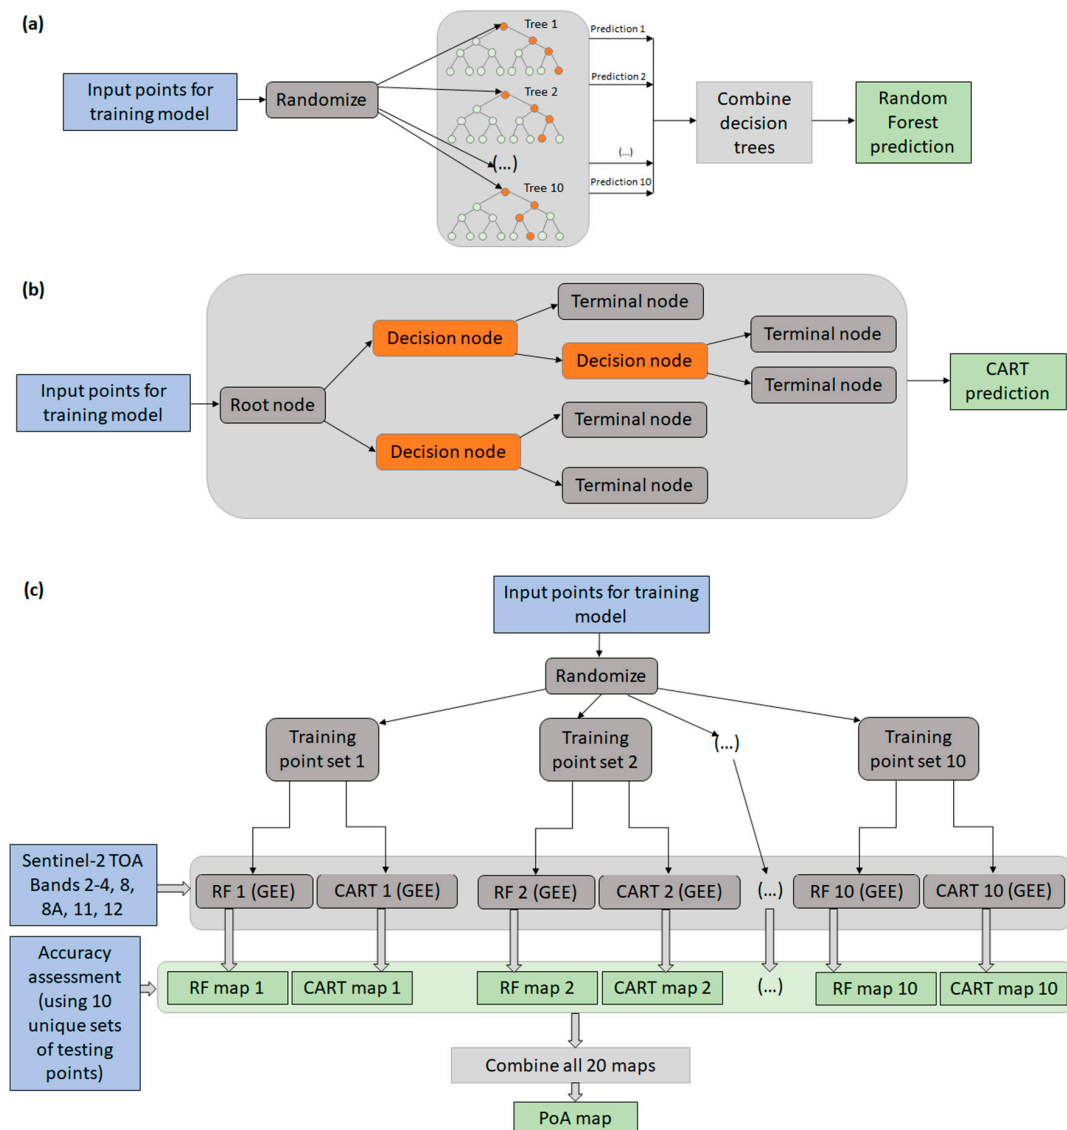 (a)
Input points for
training model
Randomize
Tree 1
Tree 2
(...)
Tree 10
Prediction 1
Prediction 2
(...)
Prediction 10
Combine
decision
trees
Random
Forest
prediction
(b)
Input points for
training model
Root node
Decision node
Decision node
Terminal node
Decision node
Terminal node
Terminal node
Terminal node
Terminal node
CART
prediction
(c)
Input points for training
model
Randomize
Training
point set 1
Training
point set 2
(...)
Training
point set 10
Sentinel-2 TOA
Bands 2-4, 8,
8A, 11, 12
RF 1 (GEE)
CART 1 (GEE)
RF 2 (GEE)
CART 2 (GEE)
(...)
RF 10 (GEE)
CART 10 (GEE)
Accuracy
assessment
(using 10
unique sets
of testing
points)
RF map 1
CART map 1
RF map 2
CART map 2
(...)
RF map 10
CART map 10
Combine all 20 maps
PoA map